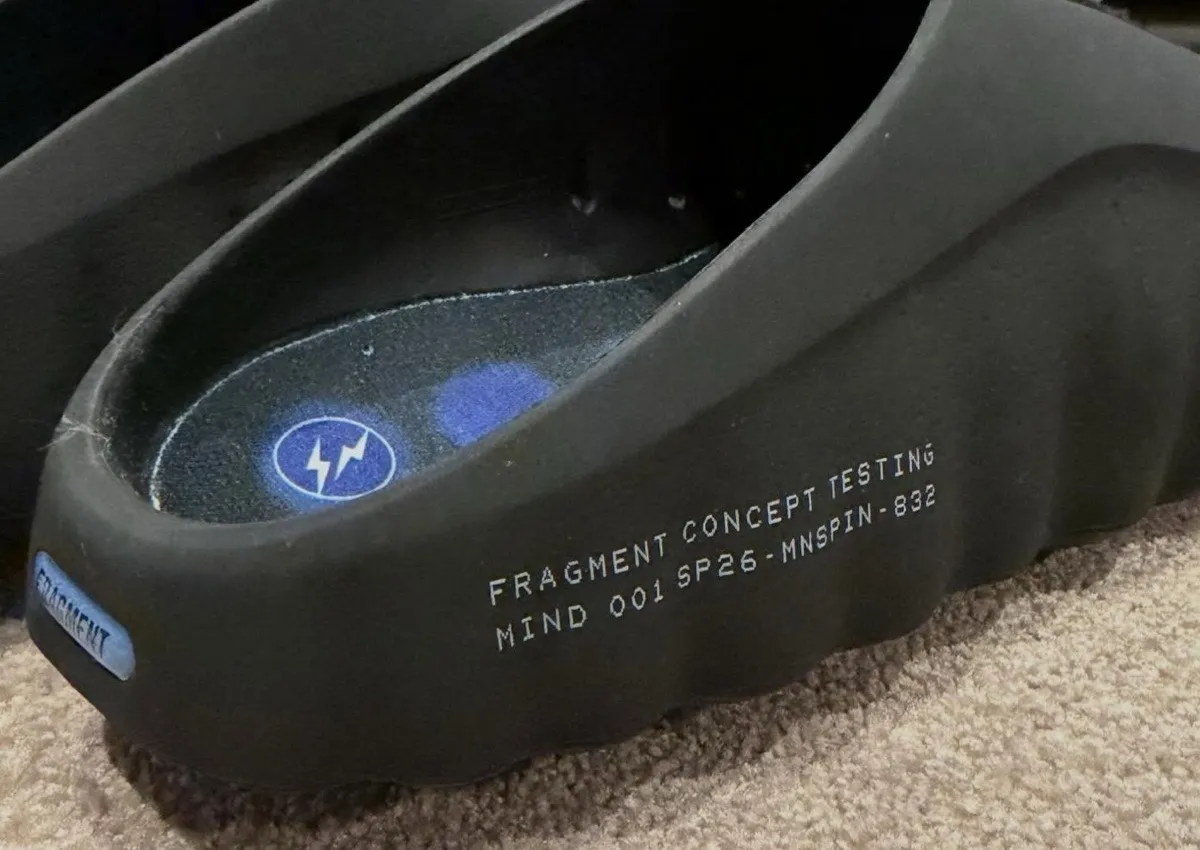 FRAGMENT CONCEPT TESTING
MIND 001 SP26-MNSPIN-832
FRAGMENT